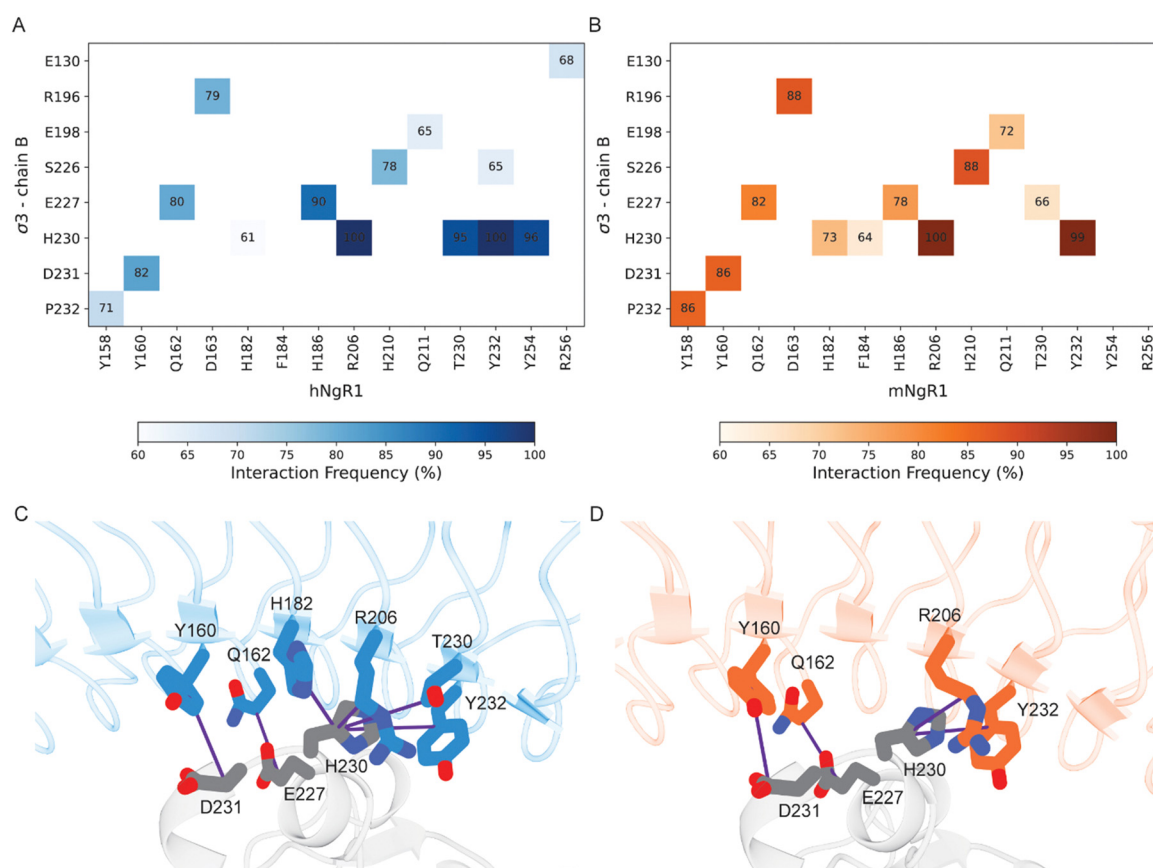 A
E130
R196
E198
S226
E227
H230
D231
P232
σ3 - chain B
68
79
65
78
65
80
90
61
100
95
100
96
82
71
Y158
Y160
Q162
D163
H182
F184
H186
R206
H210
Q211
T230
Y232
Y254
R256
hNgR1
60
65
70
75
80
85
90
95
100
Interaction Frequency (%)
B
E130
R196
E198
S226
E227
H230
D231
P232
σ3 - chain B
88
72
88
82
78
66
73
64
100
99
86
86
Y158
Y160
Q162
D163
H182
F184
H186
R206
H210
Q211
T230
Y232
Y254
R256
mNgR1
60
65
70
75
80
85
90
95
100
Interaction Frequency (%)
C
H182
R206
Y160
Q162
T230
Y232
H230
D231
E227
D
R206
Y160
Q162
Y232
H230
D231
E227